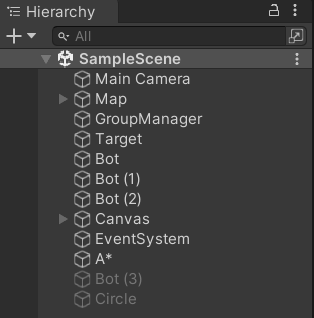 Hierarchy
All
SampleScene
Main Camera
Map
GroupManager
Target
Bot
Bot (1)
Bot (2)
Canvas
EventSystem
A*
Bot (3)
Circle